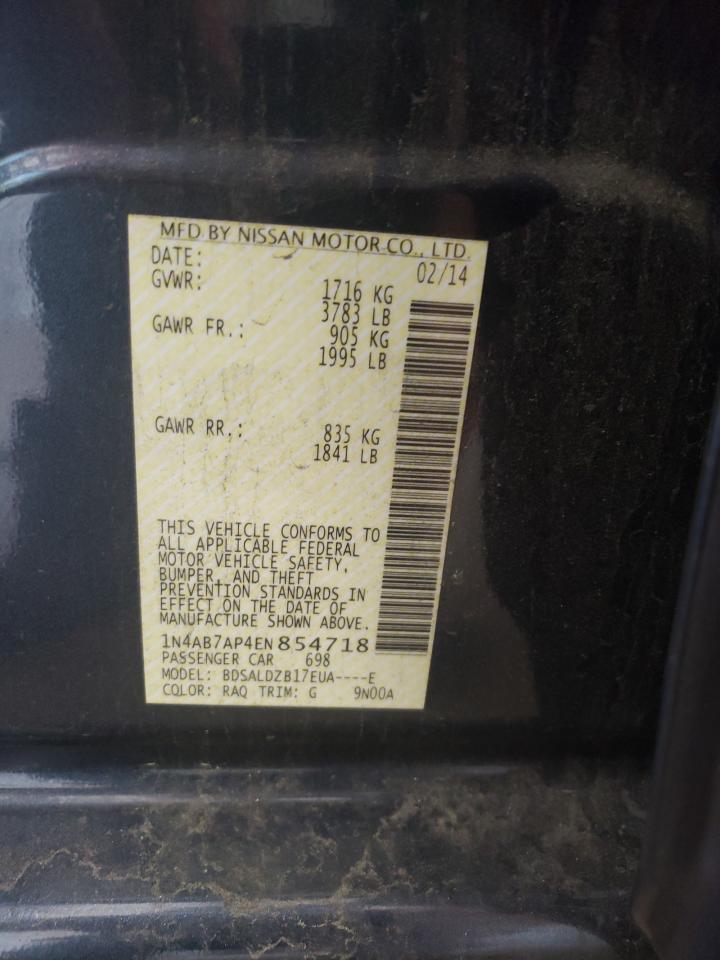 MFD BY NISSAN MOTOR CO., LTD.
DATE: 02/14
GVWR: 1716 KG
3783 LB
GAWR FR.: 905 KG
1995 LB
GAWR RR.: 835 KG
1841 LB
THIS VEHICLE CONFORMS TO
ALL APPLICABLE FEDERAL
MOTOR VEHICLE SAFETY,
BUMPER, AND THEFT
PREVENTION STANDARDS IN
EFFECT ON THE DATE OF
MANUFACTURE SHOWN ABOVE.
1N4AB7AP4EN854718
PASSENGER CAR 698
MODEL: BDSALDZB17EUA----E
COLOR: RAQ TRIM: G 9N00A